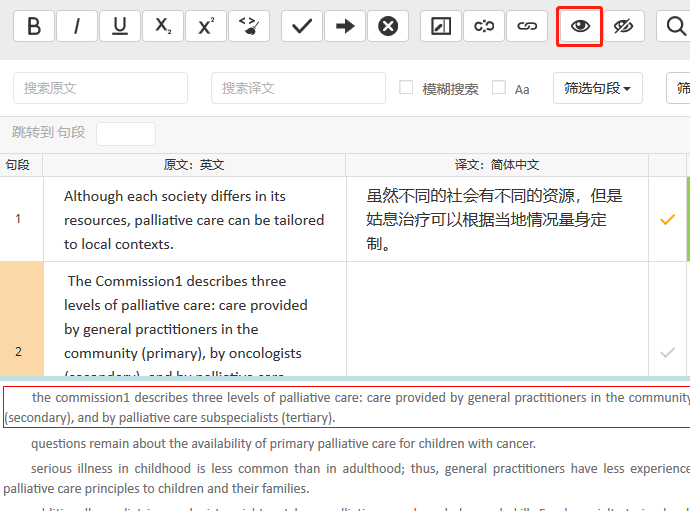 B I U X₂ X² <>
搜索原文 搜索译文 模糊搜索 Aa 筛选句段
跳转到 句段
句段 原文: 英文 译文: 简体中文
1
Although each society differs in its
resources, palliative care can be tailored
to local contexts.
虽然不同的社会有不同的资源，但是
姑息治疗可以根据当地情况量身定
制。
2
The Commission1 describes three
levels of palliative care: care provided
by general practitioners in the
community (primary), by oncologists
(secondary), and by palliative care
the commission1 describes three levels of palliative care: care provided by general practitioners in the community
(secondary), and by palliative care subspecialists (tertiary).
questions remain about the availability of primary palliative care for children with cancer.
serious illness in childhood is less common than in adulthood; thus, general practitioners have less experience
palliative care principles to children and their families.